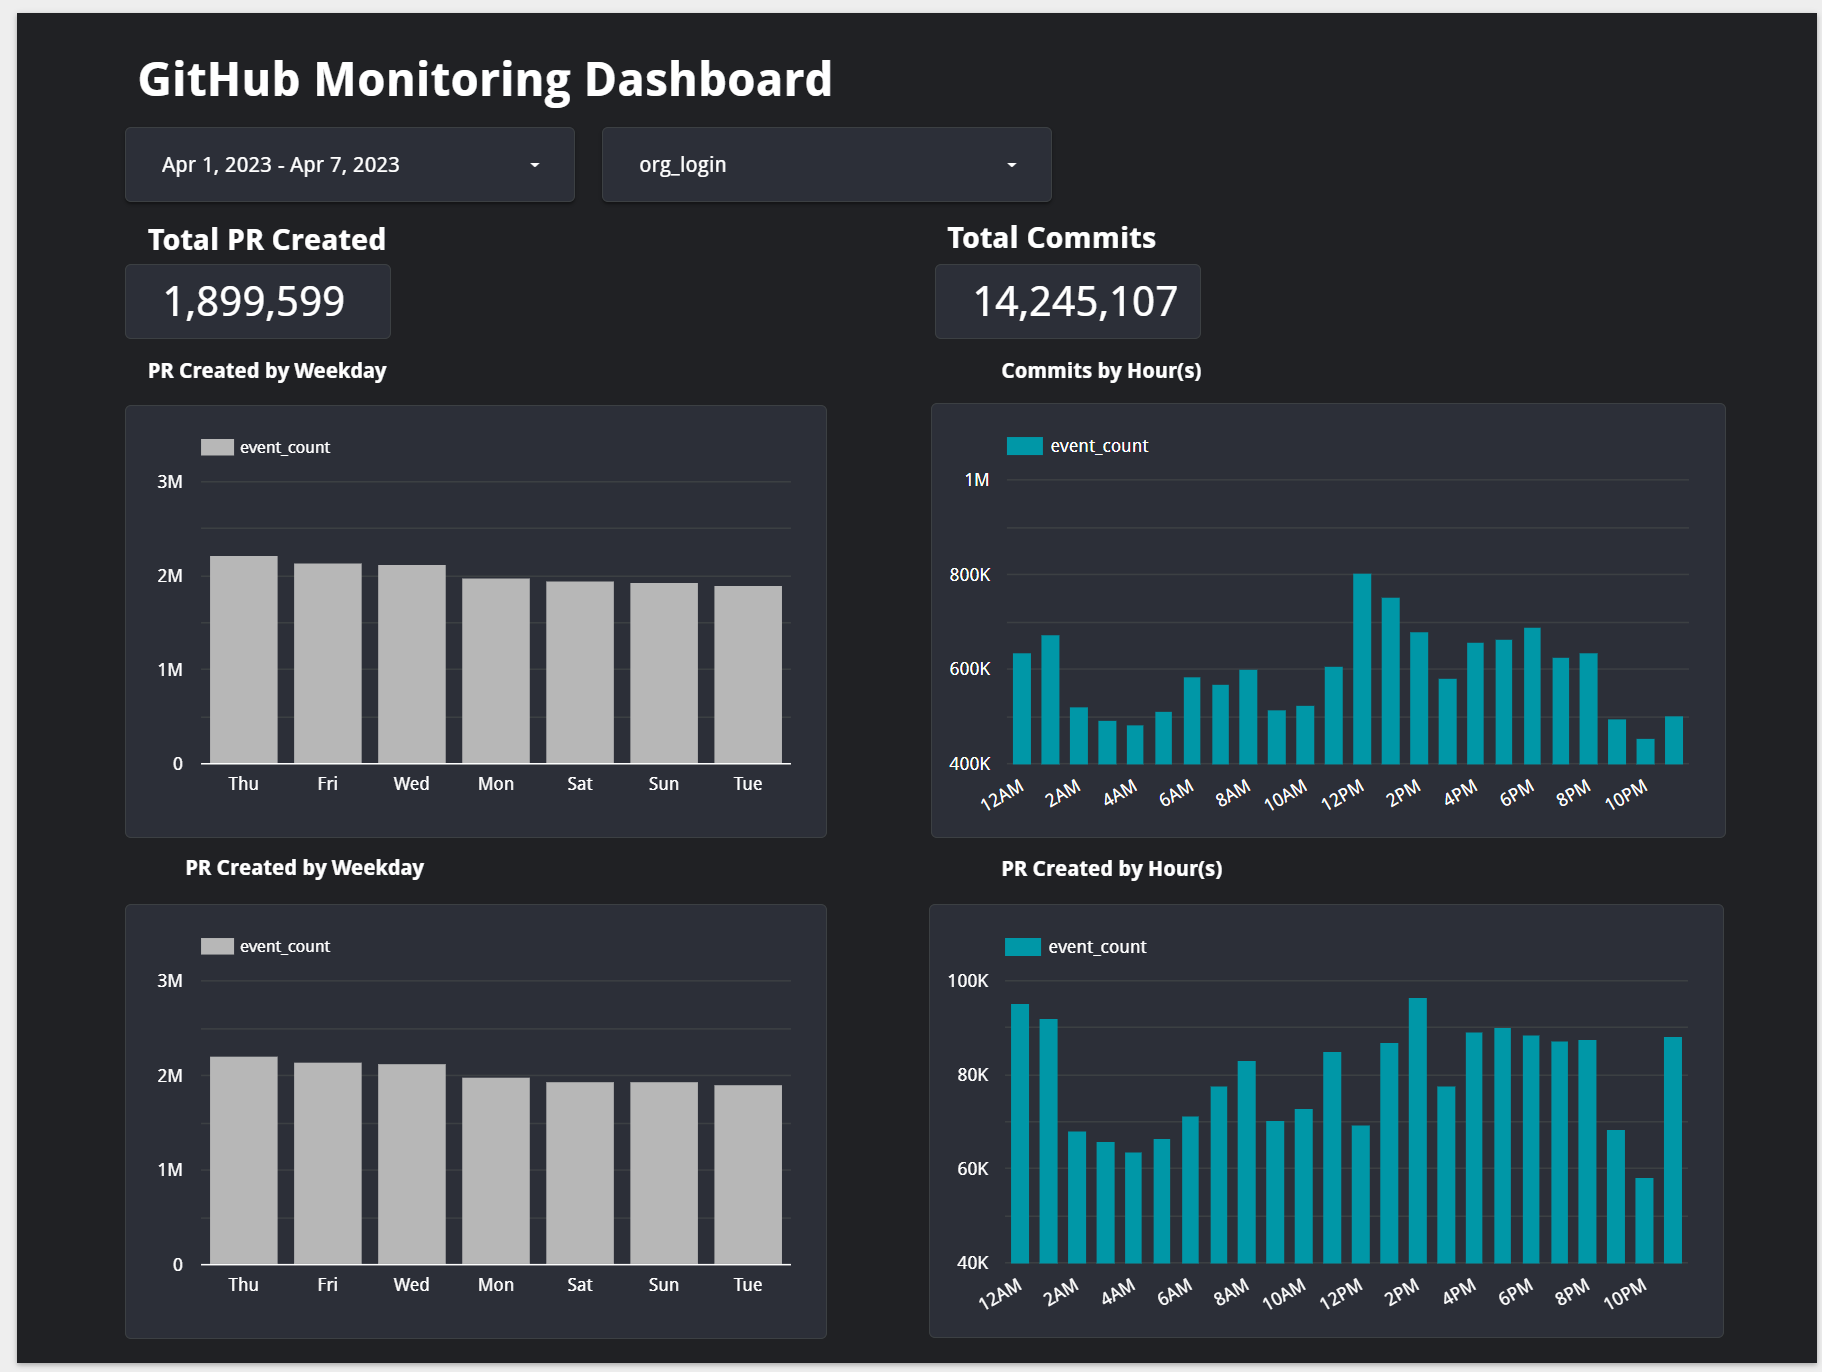 GitHub Monitoring Dashboard
Apr 1, 2023 - Apr 7, 2023
org_login
Total PR Created
1,899,599
Total Commits
14,245,107
PR Created by Weekday
event_count
3M
2M
1M
0
Thu Fri Wed Mon Sat Sun Tue
Commits by Hour(s)
event_count
1M
800K
600K
400K
12AM 2AM 4AM 6AM 8AM 10AM 12PM 2PM 4PM 6PM 8PM 10PM
PR Created by Weekday
event_count
3M
2M
1M
0
Thu Fri Wed Mon Sat Sun Tue
PR Created by Hour(s)
event_count
100K
80K
60K
40K
12AM 2AM 4AM 6AM 8AM 10AM 12PM 2PM 4PM 6PM 8PM 10PM